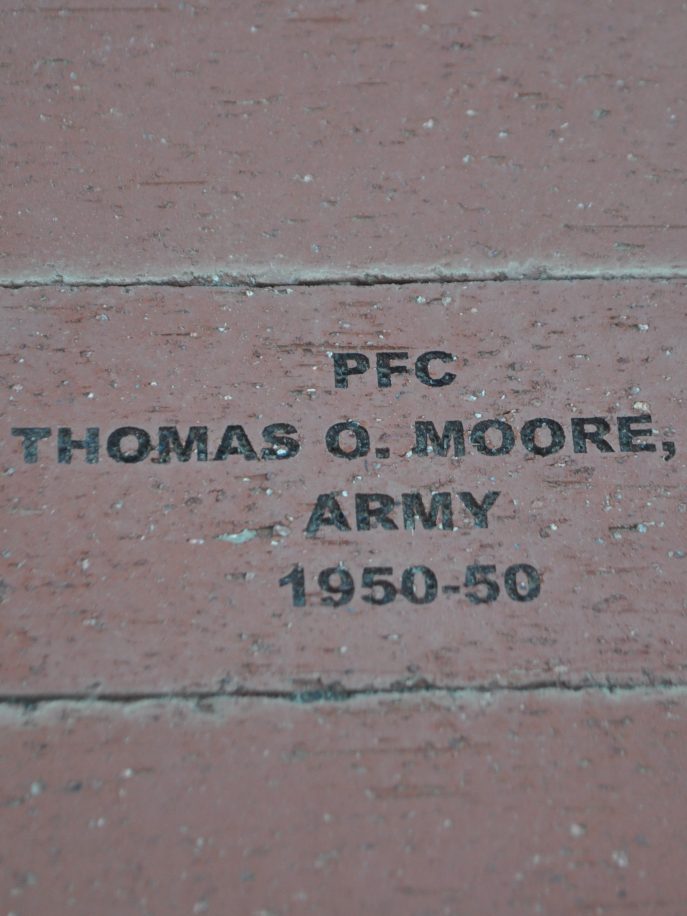 PFC
THOMAS O. MOORE,
ARMY
1950-50